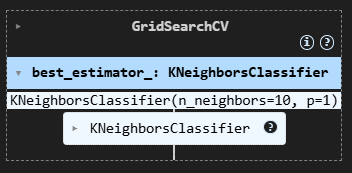 GridSearchCV
i ?
best_estimator_: KNeighborsClassifier
KNeighborsClassifier(n_neighbors=10, p=1)
KNeighborsClassifier ?